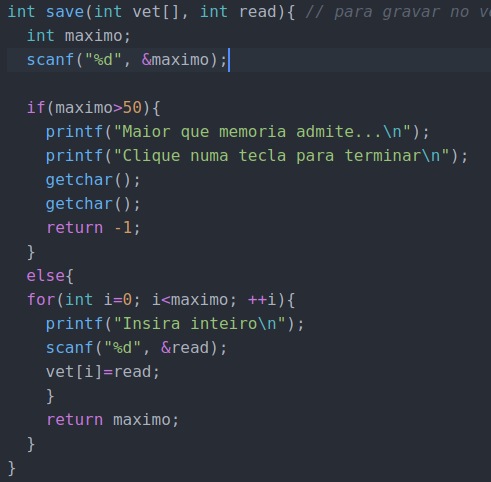 int save(int vet[], int read){ // para gravar no
int maximo;
scanf("%d", &maximo);
if(maximo>50){
printf("Maior que memoria admite...\n");
printf("Clique numa tecla para terminar\n");
getchar();
getchar();
return -1;
}
else{
for(int i=0; i<maximo; ++i){
printf("Insira inteiro\n");
scanf("%d", &read);
vet[i]=read;
}
return maximo;
}
}